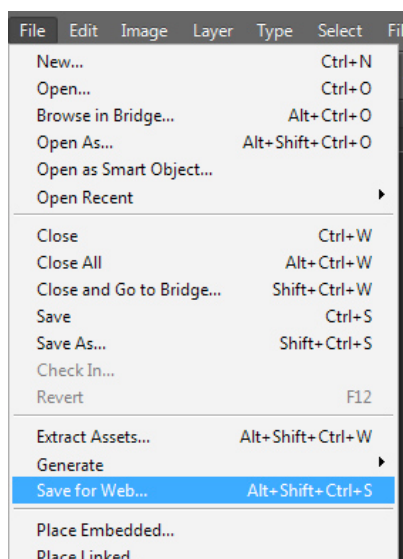 File Edit Image Layer Type Select
New... Ctrl+N
Open... Ctrl+O
Browse in Bridge... Alt+Ctrl+O
Open As... Alt+Shift+Ctrl+O
Open as Smart Object...
Open Recent
Close Ctrl+W
Close All Alt+Ctrl+W
Close and Go to Bridge... Shift+Ctrl+W
Save Ctrl+S
Save As... Shift+Ctrl+S
Check In...
Revert F12
Extract Assets... Alt+Shift+Ctrl+W
Generate
Save for Web... Alt+Shift+Ctrl+S
Place Embedded...
Place Linked